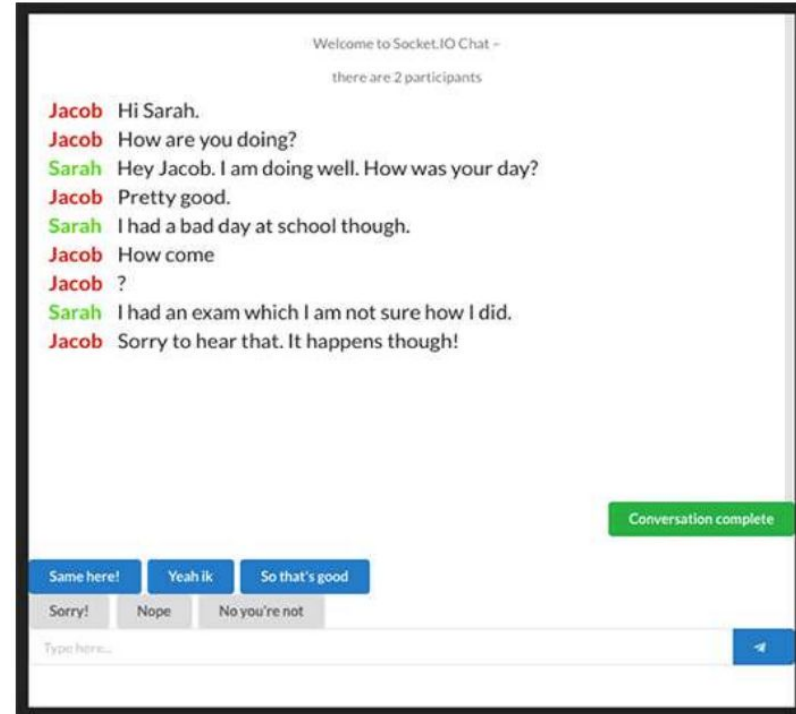 Welcome to Socket.IO Chat –
there are 2 participants
Jacob Hi Sarah.
Jacob How are you doing?
Sarah Hey Jacob. I am doing well. How was your day?
Jacob Pretty good.
Sarah I had a bad day at school though.
Jacob How come
Jacob ?
Sarah I had an exam which I am not sure how I did.
Jacob Sorry to hear that. It happens though!
Conversation complete
Same here! Yeah ik So that's good
Sorry! Nope No you're not
Type here...